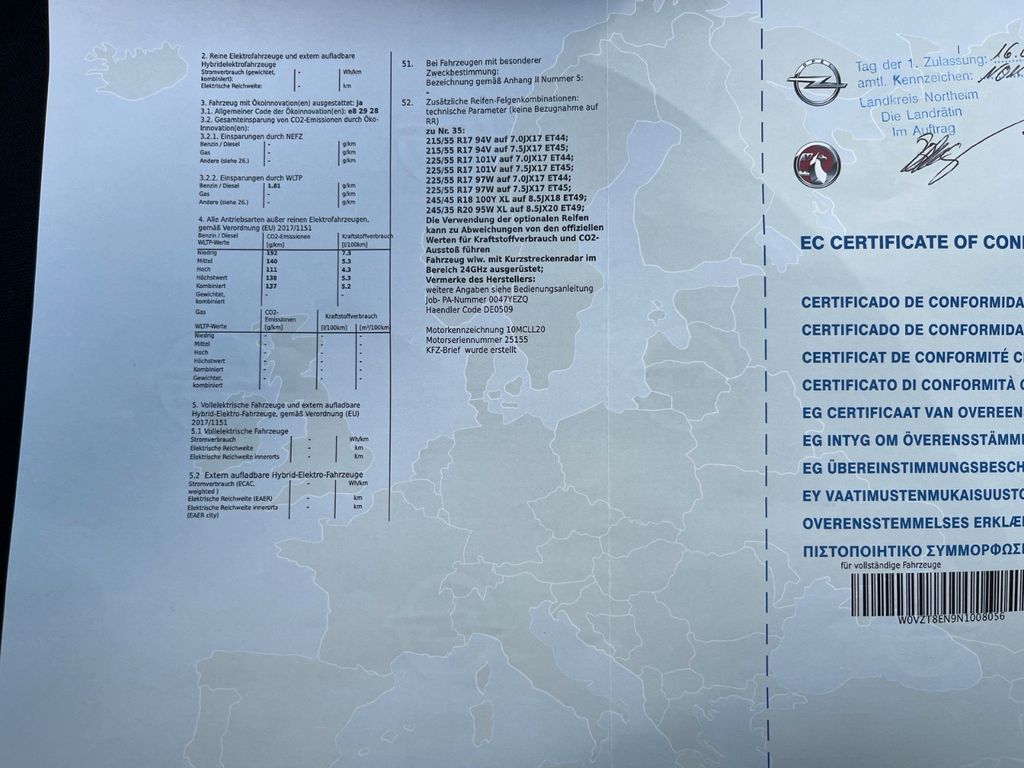 2. Reine Elektrofahrzeuge und extern aufladbare
Hybridelektrofahrzeuge
Stromverbrauch (gewichtet, kombiniert): - Wh/km
Elektrische Reichweite: - km
3. Fahrzeug mit Ökoinnovation(en) ausgestattet: Ja
3.1. Allgemeiner Code der Ökoinnovation(en): e8 29 28
3.2. Gesamteinsparung von CO2-Emissionen durch Öko-
Innovation(en):
3.2.1. Einsparungen durch NEFZ
Benzin / Diesel - g/km
Gas - g/km
Andere (siehe 26.) - g/km
3.2.2. Einsparungen durch WLTP
Benzin / Diesel 1.81 g/km
Gas - g/km
Andere (siehe 26.) - g/km
4. Alle Antriebsarten außer reinen Elektrofahrzeugen,
gemäß Verordnung (EU) 2017/1151
Benzin / Diesel CO2-Emissionen Kraftstoffverbrauch
WLTP-Werte [g/km] [l/100km]
Niedrig 192 7.3
Mittel 140 5.3
Hoch 111 4.3
Höchstwert 138 5.3
Kombiniert 137 5.2
Gewichtet, kombiniert - -
Gas CO2-Emissionen Kraftstoffverbrauch
WLTP-Werte [g/km] [l/100km] [m³/100km]
Niedrig - - -
Mittel - - -
Hoch - - -
Höchstwert - - -
Kombiniert - - -
Gewichtet, kombiniert - - -
5. Vollelektrische Fahrzeuge und extern aufladbare
Hybrid-Elektro-Fahrzeuge, gemäß Verordnung (EU)
2017/1151
5.1 Vollelektrische Fahrzeuge
Stromverbrauch - Wh/km
Elektrische Reichweite - km
Elektrische Reichweite innerorts - Km
5.2 Extern aufladbare Hybrid-Elektro-Fahrzeuge
Stromverbrauch (ECAC, weighted ) - Wh/km
Elektrische Reichweite (EAER) - km
Elektrische Reichweite innerorts (EAER city) - km
51. Bei Fahrzeugen mit besonderer
Zweckbestimmung:
Bezeichnung gemäß Anhang II Nummer 5:
-
52. Zusätzliche Reifen-Felgenkombinationen:
technische Parameter (keine Bezugnahme auf
RR)
zu Nr. 35:
215/55 R17 94V auf 7.0JX17 ET44;
215/55 R17 94V auf 7.5JX17 ET45;
225/55 R17 101V auf 7.0JX17 ET44;
225/55 R17 101V auf 7.5JX17 ET45;
225/55 R17 97W auf 7.0JX17 ET44;
225/55 R17 97W auf 7.5JX17 ET45;
245/45 R18 100Y XL auf 8.5JX18 ET49;
245/35 R20 95W XL auf 8.5JX20 ET49;
Die Verwendung der optionalen Reifen
kann zu Abweichungen von den offiziellen
Werten für Kraftstoffverbrauch und CO2-
Ausstoß führen
Fahrzeug wlw. mit Kurzstreckenradar im
Bereich 24GHz ausgerüstet;
Vermerke des Herstellers:
weitere Angaben siehe Bedienungsanleitung
Job- PA-Nummer 0047YEZQ
Haendler Code DE0509
Motorkennzeichnung 10MCLL20
Motorseriennummer 25155
KFZ-Brief wurde erstellt
Tag der 1. Zulassung: 16.
amtl. Kennzeichen: NOM
Landkreis Northeim
Die Landrätin
Im Auftrag
EC CERTIFICATE OF CON
CERTIFICADO DE CONFORMIDA
CERTIFICADO DE CONFORMIDA
CERTIFICAT DE CONFORMITÉ C
CERTIFICATO DI CONFORMITÀ C
EG CERTIFICAAT VAN OVEREEN
EG INTYG OM ÖVERENSSTÄMM
EG ÜBEREINSTIMMUNGSBESCH
EY VAATIMUSTENMUKAISUUSTO
OVERENSSTEMMELSES ERKLÆ
ΠΙΣΤΟΠΟΙΗΤΙΚΟ ΣΥΜΜΟΡΦΩΣ
für vollständige Fahrzeuge
W0VZT8EN9N1008056